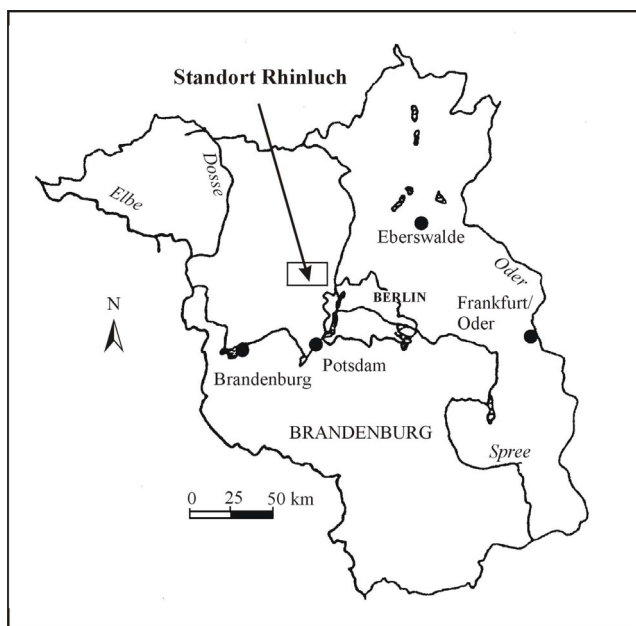 Standort Rhinluch
Dosse
Elbe
Eberswalde
Oder
N
BERLIN
Frankfurt/
Oder
Brandenburg
Potsdam
BRANDENBURG
Spree
0 25 50 km